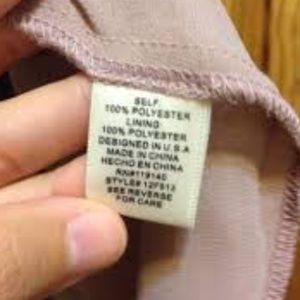 SELF
100% POLYESTER
LINING
100% POLYESTER
DESIGNED IN U.S.A
MADE IN CHINA
HECHO EN CHINA
RN#119140
STYLE# 12F512
SEE REVERSE
FOR CARE